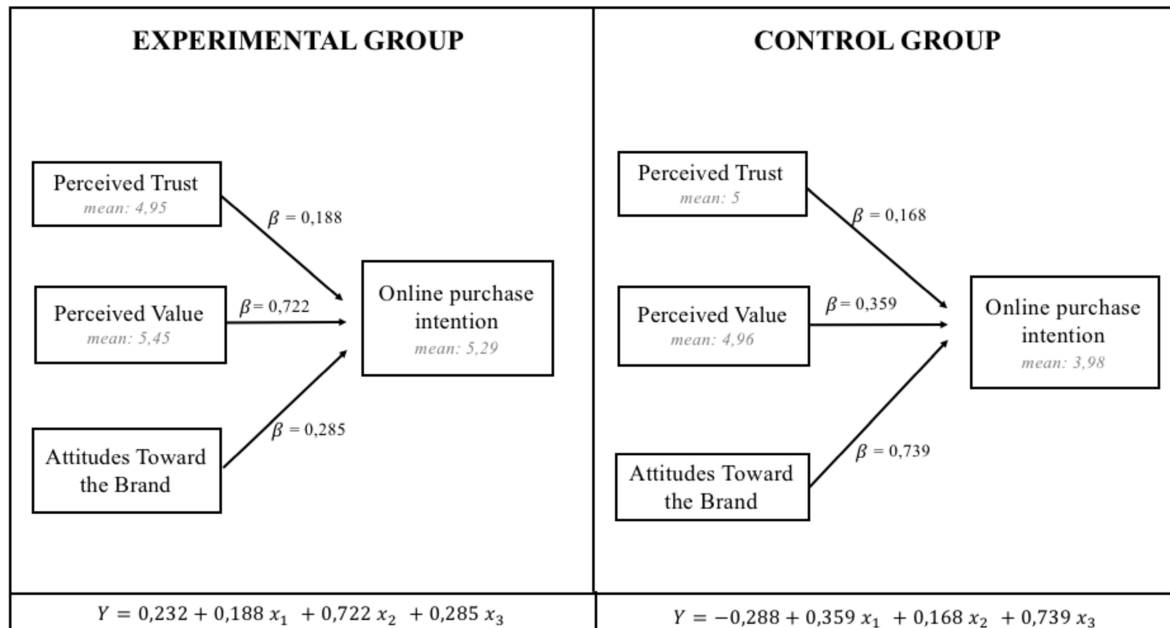 EXPERIMENTAL GROUP
Perceived Trust
mean: 4,95
β = 0,188
Perceived Value
mean: 5,45
β = 0,722
Online purchase
intention
mean: 5,29
β = 0,285
Attitudes Toward
the Brand
Y = 0,232 + 0,188 x₁ + 0,722 x₂ + 0,285 x₃
CONTROL GROUP
Perceived Trust
mean: 5
β = 0,168
Perceived Value
mean: 4,96
β = 0,359
Online purchase
intention
mean: 3,98
β = 0,739
Attitudes Toward
the Brand
Y = −0,288 + 0,359 x₁ + 0,168 x₂ + 0,739 x₃